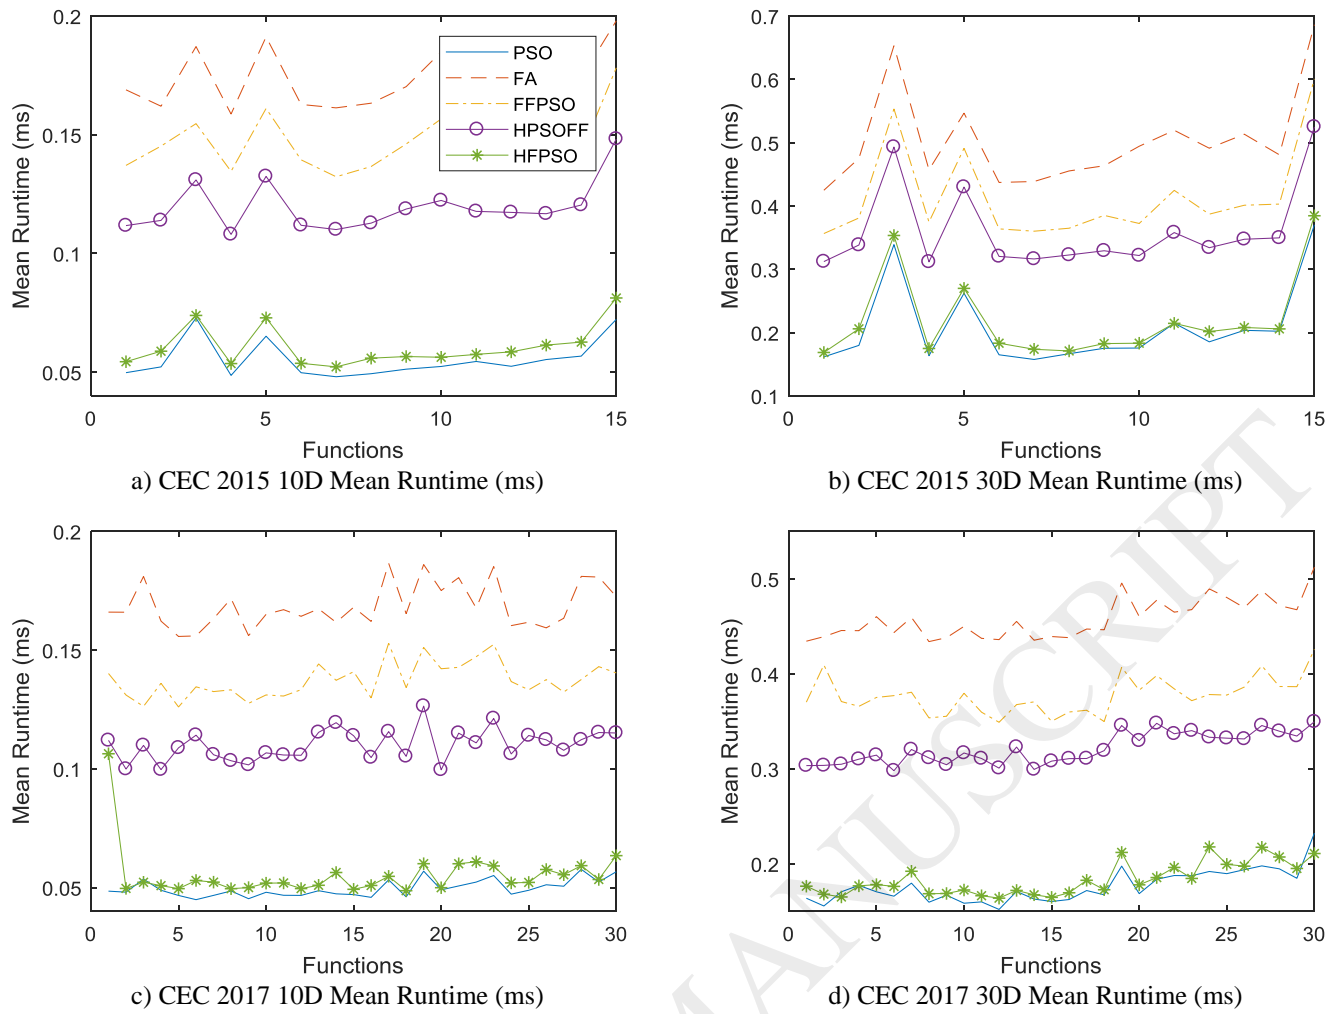 0.2
0.15
0.1
0.05
Mean Runtime (ms)
PSO
FA
FFPSO
HPSOFF
HFPSO
0 5 10 15
Functions
a) CEC 2015 10D Mean Runtime (ms)
0.7
0.6
0.5
0.4
0.3
0.2
0.1
Mean Runtime (ms)
0 5 10 15
Functions
b) CEC 2015 30D Mean Runtime (ms)
0.2
0.15
0.1
0.05
Mean Runtime (ms)
0 5 10 15 20 25 30
Functions
c) CEC 2017 10D Mean Runtime (ms)
0.5
0.4
0.3
0.2
Mean Runtime (ms)
0 5 10 15 20 25 30
Functions
d) CEC 2017 30D Mean Runtime (ms)
MANUSCRIPT